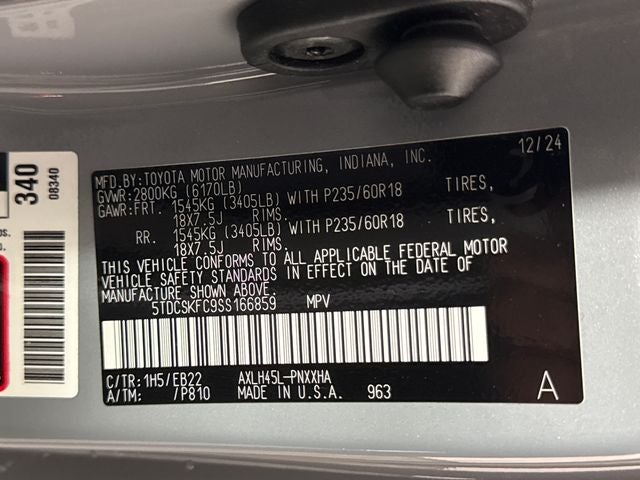 340
08340
bs.
o.
MFD.BY:TOYOTA MOTOR MANUFACTURING, INDIANA, INC. 12/24
GVWR:2800KG (6170LB)
GAWR:FRT. 1545KG (3405LB) WITH P235/60R18 TIRES,
18X7.5J RIMS.
RR. 1545KG (3405LB) WITH P235/60R18 TIRES,
18X7.5J RIMS.
THIS VEHICLE CONFORMS TO ALL APPLICABLE FEDERAL MOTOR
VEHICLE SAFETY STANDARDS IN EFFECT ON THE DATE OF
MANUFACTURE SHOWN ABOVE.
5TDCSKFC9SS166859 MPV
C/TR:1H5/EB22 AXLH45L-PNXXHA
A/TM: /P810 MADE IN U.S.A. 963 A